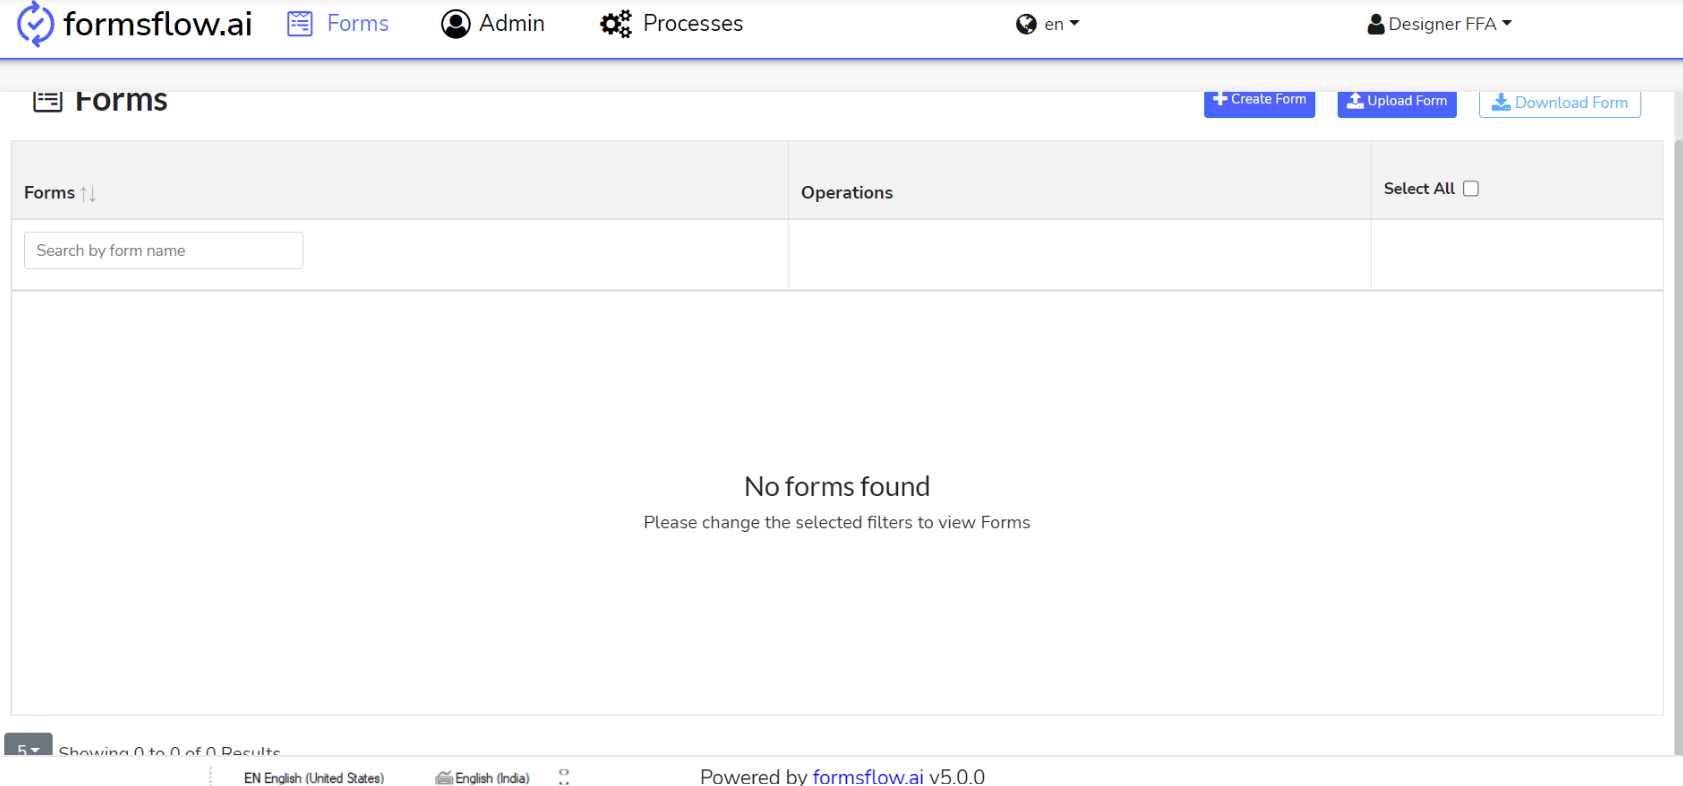 formsflow.ai Forms Admin Processes en Designer FFA
Forms Create Form Upload Form Download Form
Forms Operations Select All
Search by form name
No forms found
Please change the selected filters to view Forms
5 Showing 0 to 0 of 0 Results
EN English (United States) English (India) Powered by formsflow.ai v5.0.0